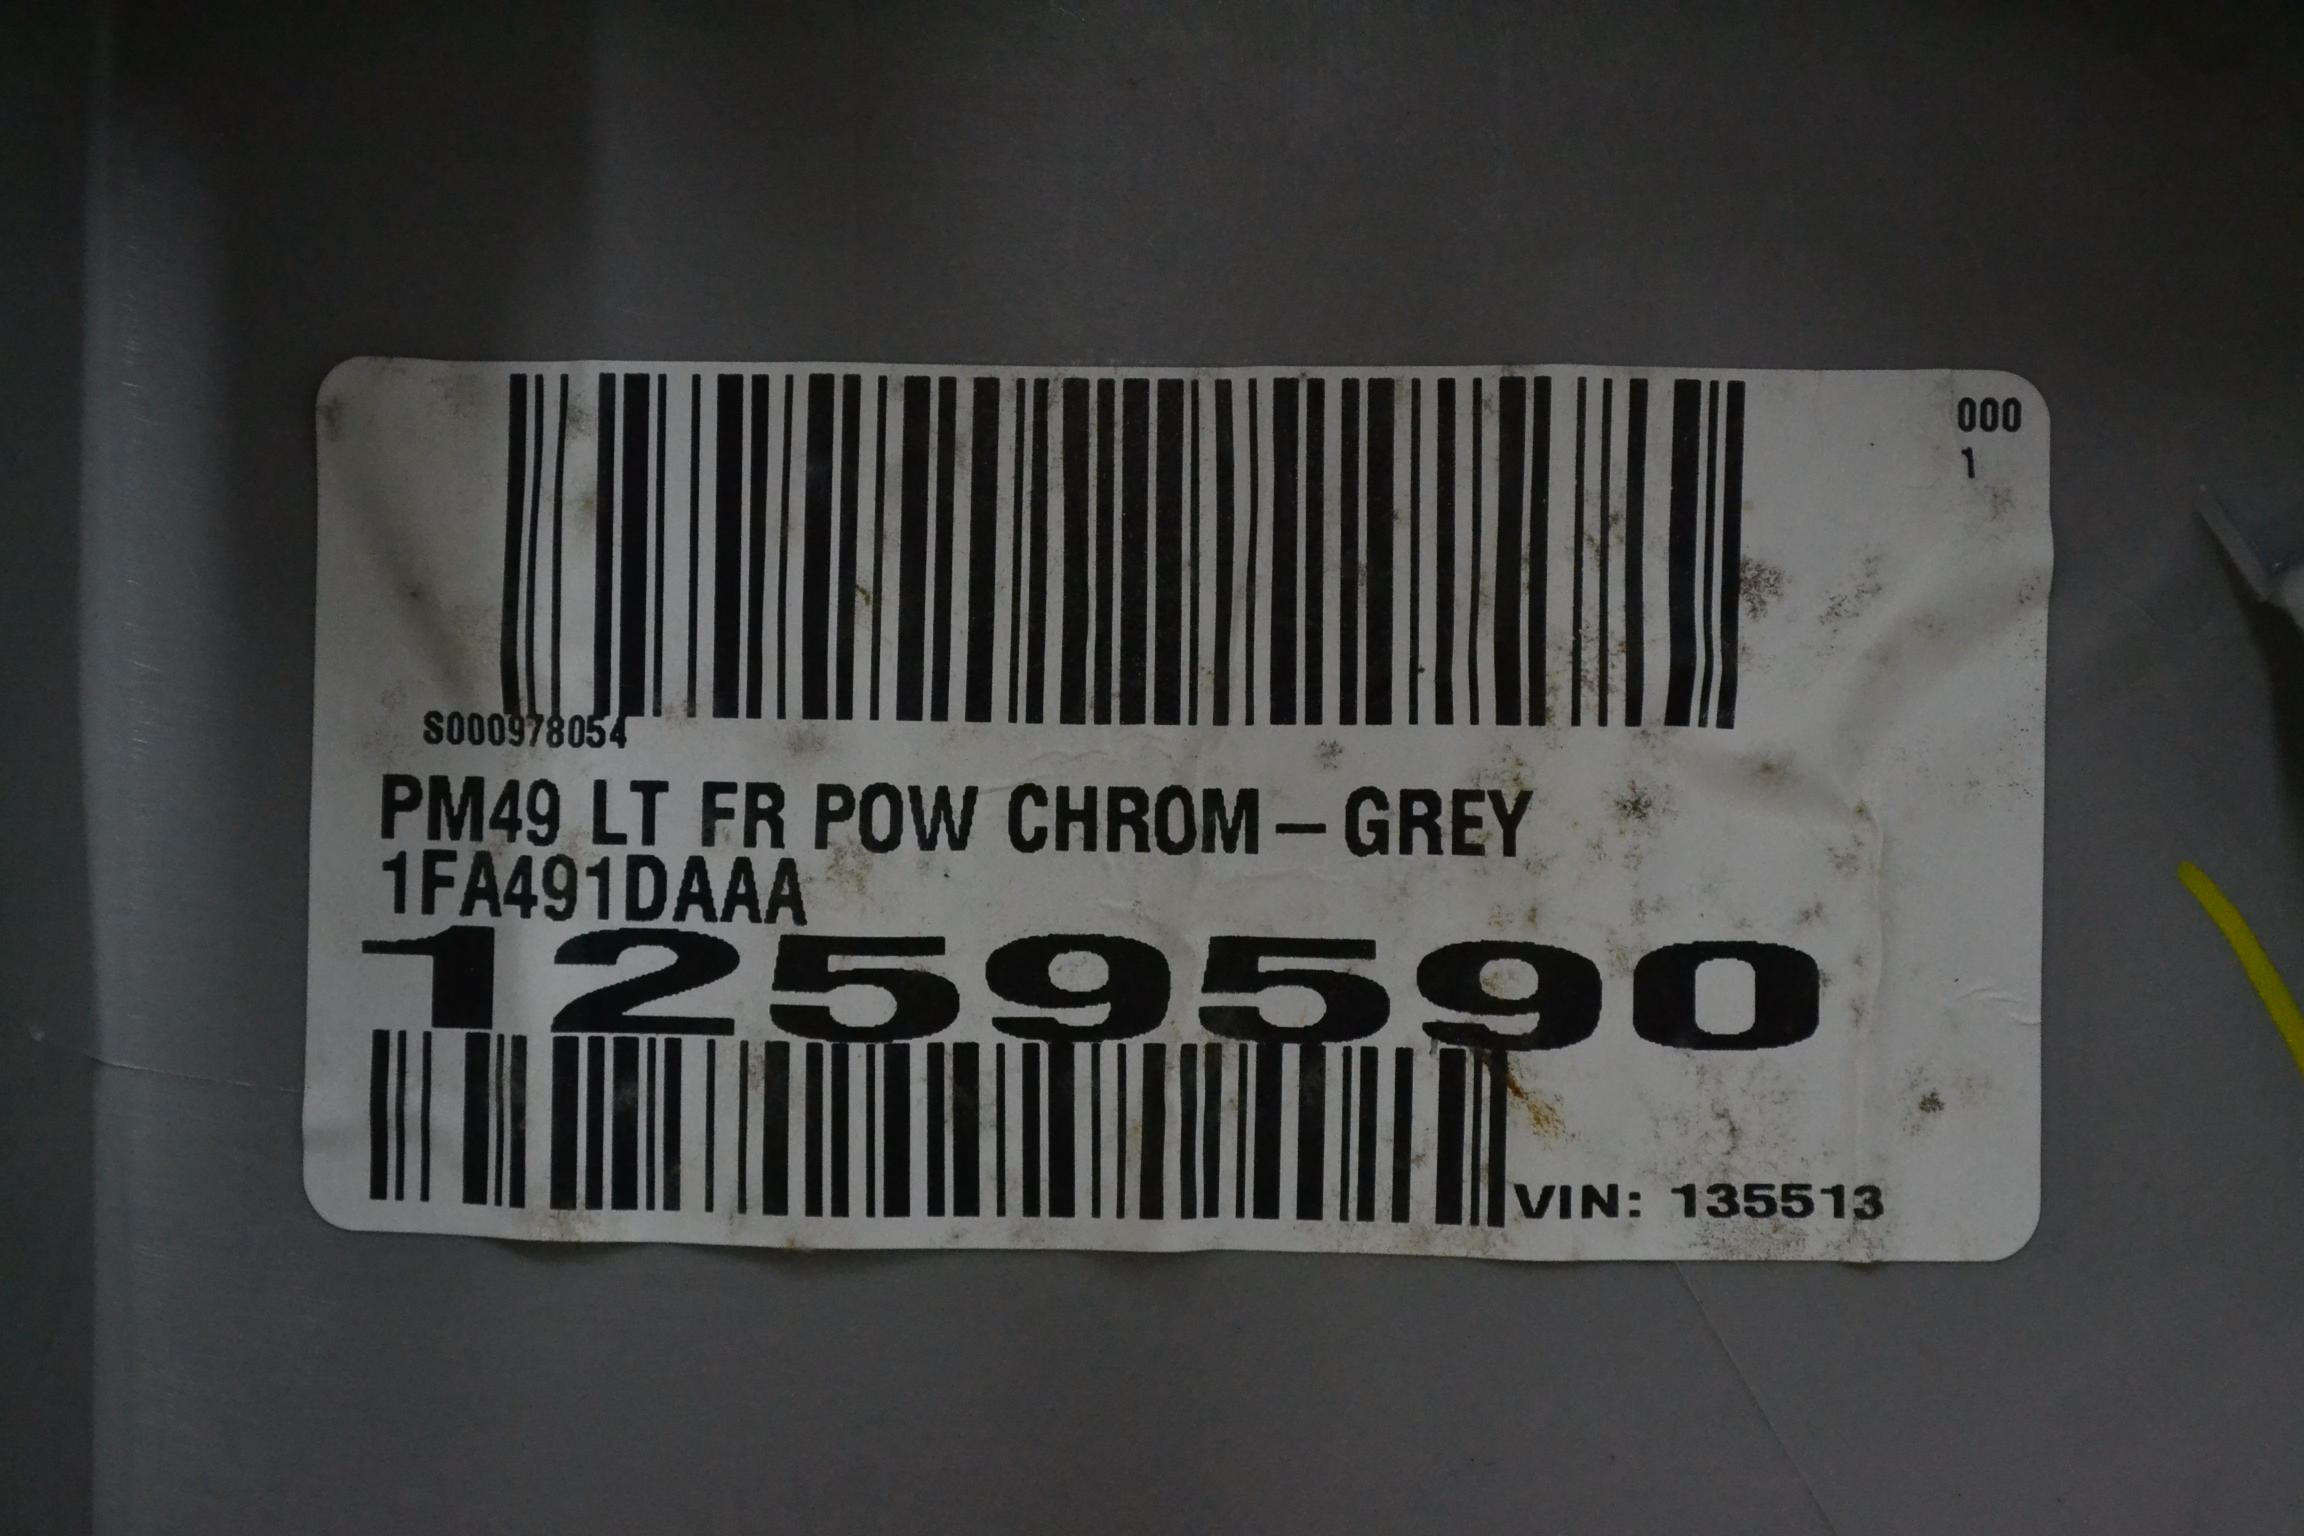 000
1
S000978054
PM49 LT FR POW CHROM–GREY
1FA491DAAA
1259590
VIN: 135513